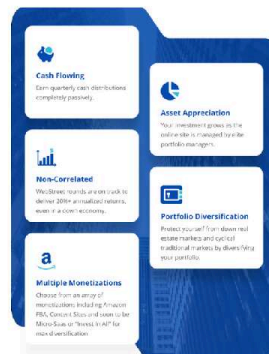 Cash Flowing
Earn quarterly cash distributions
completely passively.
Asset Appreciation
Your investment grows as the
online site is managed by elite
portfolio managers.
Non-Correlated
WebStreet rounds are on track to
deliver 20%+ annualized returns,
even in a down economy.
Portfolio Diversification
Protect yourself from down real
estate markets and cyclical
traditional markets by diversifying
your portfolio.
Multiple Monetizations
Choose from an array of
monetizations, including Amazon
FBA, Content Sites and soon to be
Micro-Saas or "Invest in All" for
max diversification